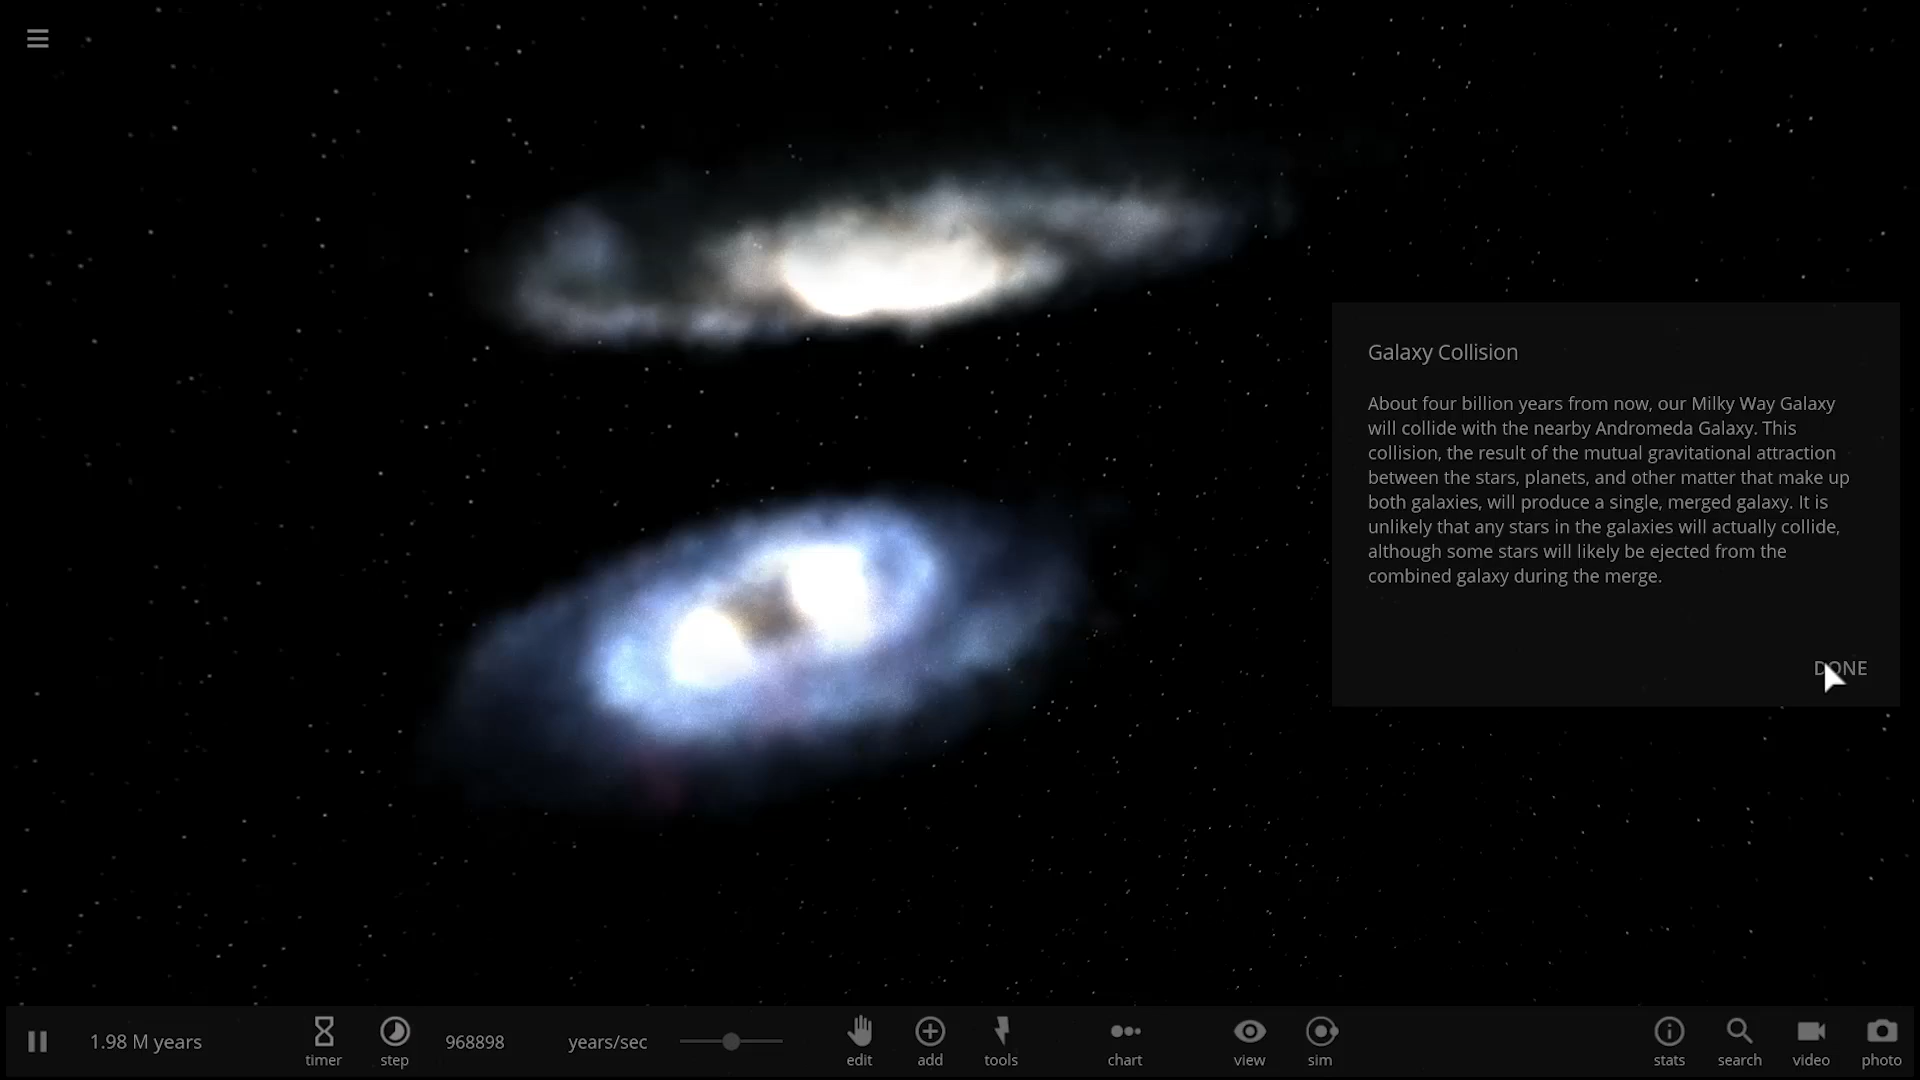 Galaxy Collision
About four billion years from now, our Milky Way Galaxy
will collide with the nearby Andromeda Galaxy. This
collision, the result of the mutual gravitational attraction
between the stars, planets, and other matter that make up
both galaxies, will produce a single, merged galaxy. It is
unlikely that any stars in the galaxies will actually collide,
although some stars will likely be ejected from the
combined galaxy during the merge.
DONE
1.98 M years
timer
step
968898
years/sec
edit
add
tools
chart
view
sim
stats
search
video
photo